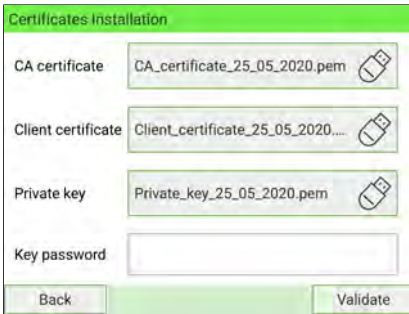 Certificates Installation
CA certificate CA_certificate_25_05_2020.pem
Client certificate Client_certificate_25_05_2020....
Private key Private_key_25_05_2020.pem
Key password
Back Validate